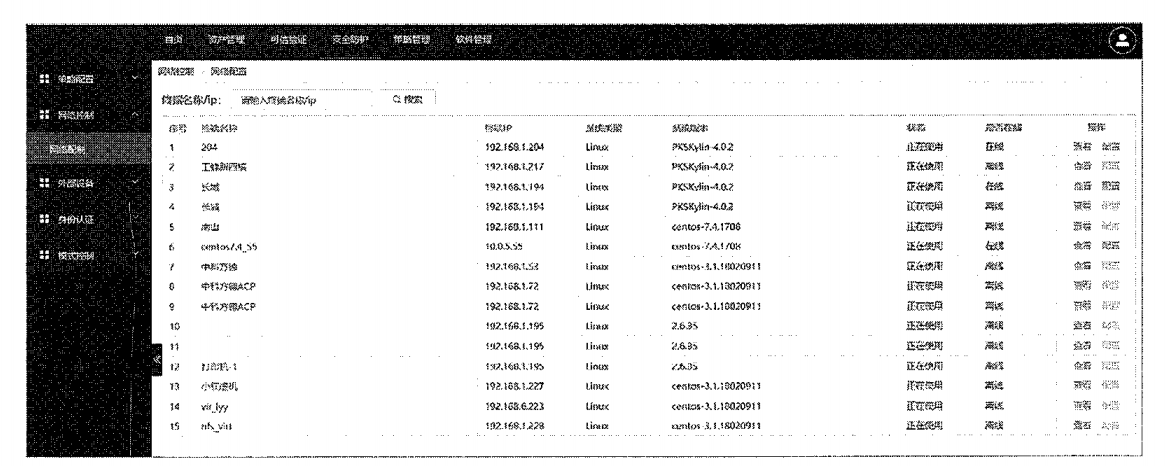 首页 资产管理 可信验证 安全防护 策略管理 软件管理
策略配置
网络控制
网络配置
外部设备
身份认证
模式控制
网络控制 / 网络配置
终端名称/ip: 请输入终端名称/ip 搜索
序号 终端名称 终端IP 系统类型 系统版本 状态 是否在线 操作
1 204 192.168.1.204 Linux PKSKylin-4.0.2 正在使用 在线 查看 配置
2 192.168.1.217 Linux PKSKylin-4.0.2 正在使用 离线 查看 配置
3 长城 192.168.1.194 Linux PKSKylin-4.0.2 正在使用 在线 查看 配置
4 长城 192.168.1.194 Linux PKSKylin-4.0.2 正在使用 离线 查看 配置
5 192.168.1.111 Linux centos-7.4.1708 正在使用 离线 查看 配置
6 centos7.4_55 10.0.5.55 Linux centos-7.4.1708 正在使用 在线 查看 配置
7 中科方德 192.168.1.53 Linux centos-3.1.18020911 正在使用 离线 查看 配置
8 中科方德ACP 192.168.1.72 Linux centos-3.1.18020911 正在使用 离线 查看 配置
9 中科方德ACP 192.168.1.72 Linux centos-3.1.18020911 正在使用 离线 查看 配置
10 192.168.1.195 Linux 2.6.35 正在使用 离线 查看 配置
11 192.168.1.195 Linux 2.6.35 正在使用 离线 查看 配置
12 192.168.1.195 Linux 2.6.35 正在使用 离线 查看 配置
13 192.168.1.227 Linux centos-3.1.18020911 正在使用 离线 查看 配置
14 vir_lyy 192.168.6.223 Linux centos-3.1.18020911 正在使用 离线 查看 配置
15 nfs_virt 192.168.1.228 Linux centos-3.1.18020911 正在使用 离线 查看 配置